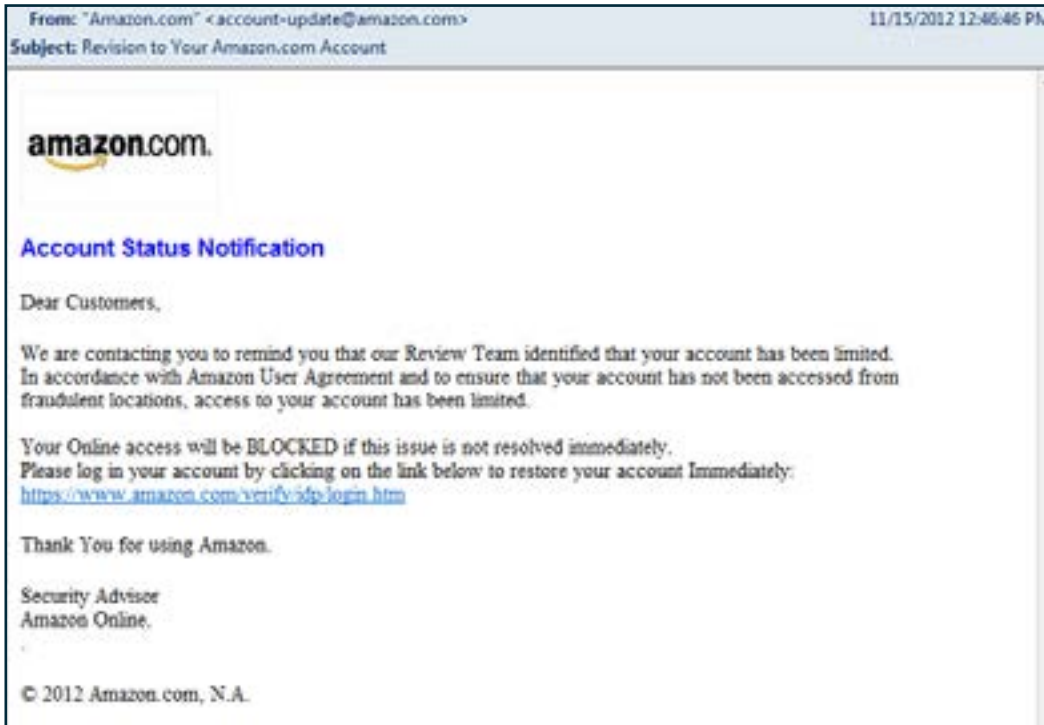 From: "Amazon.com" <account-update@amazon.com>
11/15/2012 12:46:46 PM
Subject: Revision to Your Amazon.com Account
amazon.com.
Account Status Notification
Dear Customers,
We are contacting you to remind you that our Review Team identified that your account has been limited.
In accordance with Amazon User Agreement and to ensure that your account has not been accessed from
fraudulent locations, access to your account has been limited.
Your Online access will be BLOCKED if this issue is not resolved immediately.
Please log in your account by clicking on the link below to restore your account Immediately:
https://www.amazon.com/verify/idp/login.htm
Thank You for using Amazon.
Security Advisor
Amazon Online.
.
© 2012 Amazon.com, N.A.